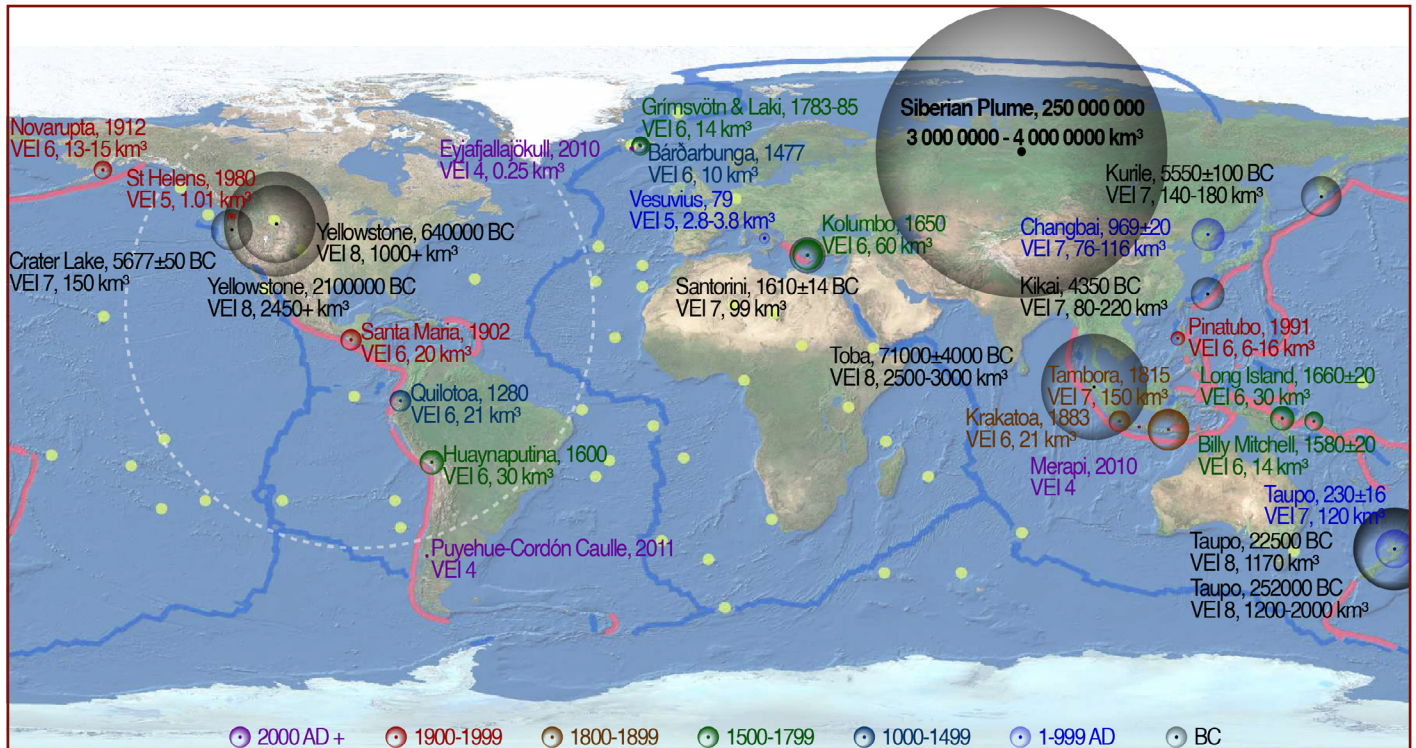 Novarupta, 1912
VEI 6, 13-15 km³
St Helens, 1980
VEI 5, 1.01 km³
Crater Lake, 5677±50 BC
VEI 7, 150 km³
Yellowstone, 640000 BC
VEI 8, 1000+ km³
Yellowstone, 2100000 BC
VEI 8, 2450+ km³
Santa Maria, 1902
VEI 6, 20 km³
Quilotoa, 1280
VEI 6, 21 km³
Huaynaputina, 1600
VEI 6, 30 km³
Puyehue-Cordón Caulle, 2011
VEI 4
Eyjafjallajökull, 2010
VEI 4, 0.25 km³
Grímsvötn & Laki, 1783-85
VEI 6, 14 km³
Bárðarbunga, 1477
VEI 6, 10 km³
Vesuvius, 79
VEI 5, 2.8-3.8 km³
Kolumbo, 1650
VEI 6, 60 km³
Santorini, 1610±14 BC
VEI 7, 99 km³
Siberian Plume, 250 000 000
3 000 0000 - 4 000 0000 km³
Kurile, 5550±100 BC
VEI 7, 140-180 km³
Changbai, 969±20
VEI 7, 76-116 km³
Kikai, 4350 BC
VEI 7, 80-220 km³
Pinatubo, 1991
VEI 6, 6-16 km³
Toba, 71000±4000 BC
VEI 8, 2500-3000 km³
Tambora, 1815
VEI 7, 150 km³
Krakatoa, 1883
VEI 6, 21 km³
Merapi, 2010
VEI 4
Long Island, 1660±20
VEI 6, 30 km³
Billy Mitchell, 1580±20
VEI 6, 14 km³
Taupo, 230±16
VEI 7, 120 km³
Taupo, 22500 BC
VEI 8, 1170 km³
Taupo, 252000 BC
VEI 8, 1200-2000 km³
2000 AD +
1900-1999
1800-1899
1500-1799
1000-1499
1-999 AD
BC